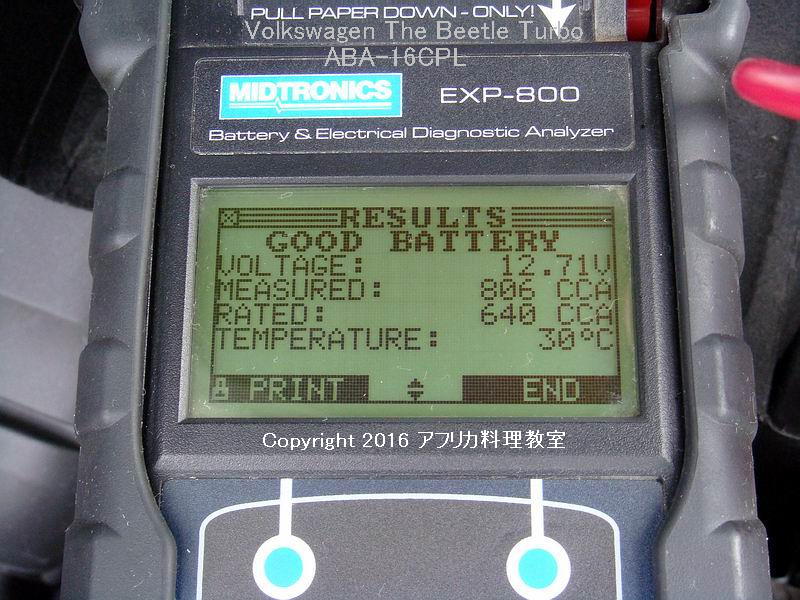 PULL PAPER DOWN - ONLY!
Volkswagen The Beetle Turbo
ABA-16CPL
MIDTRONICS
EXP-800
Battery & Electrical Diagnostic Analyzer
RESULTS
GOOD BATTERY
VOLTAGE: 12.71V
MEASURED: 806 CCA
RATED: 640 CCA
TEMPERATURE: 30°C
PRINT END
Copyright 2016 アフリカ料理教室